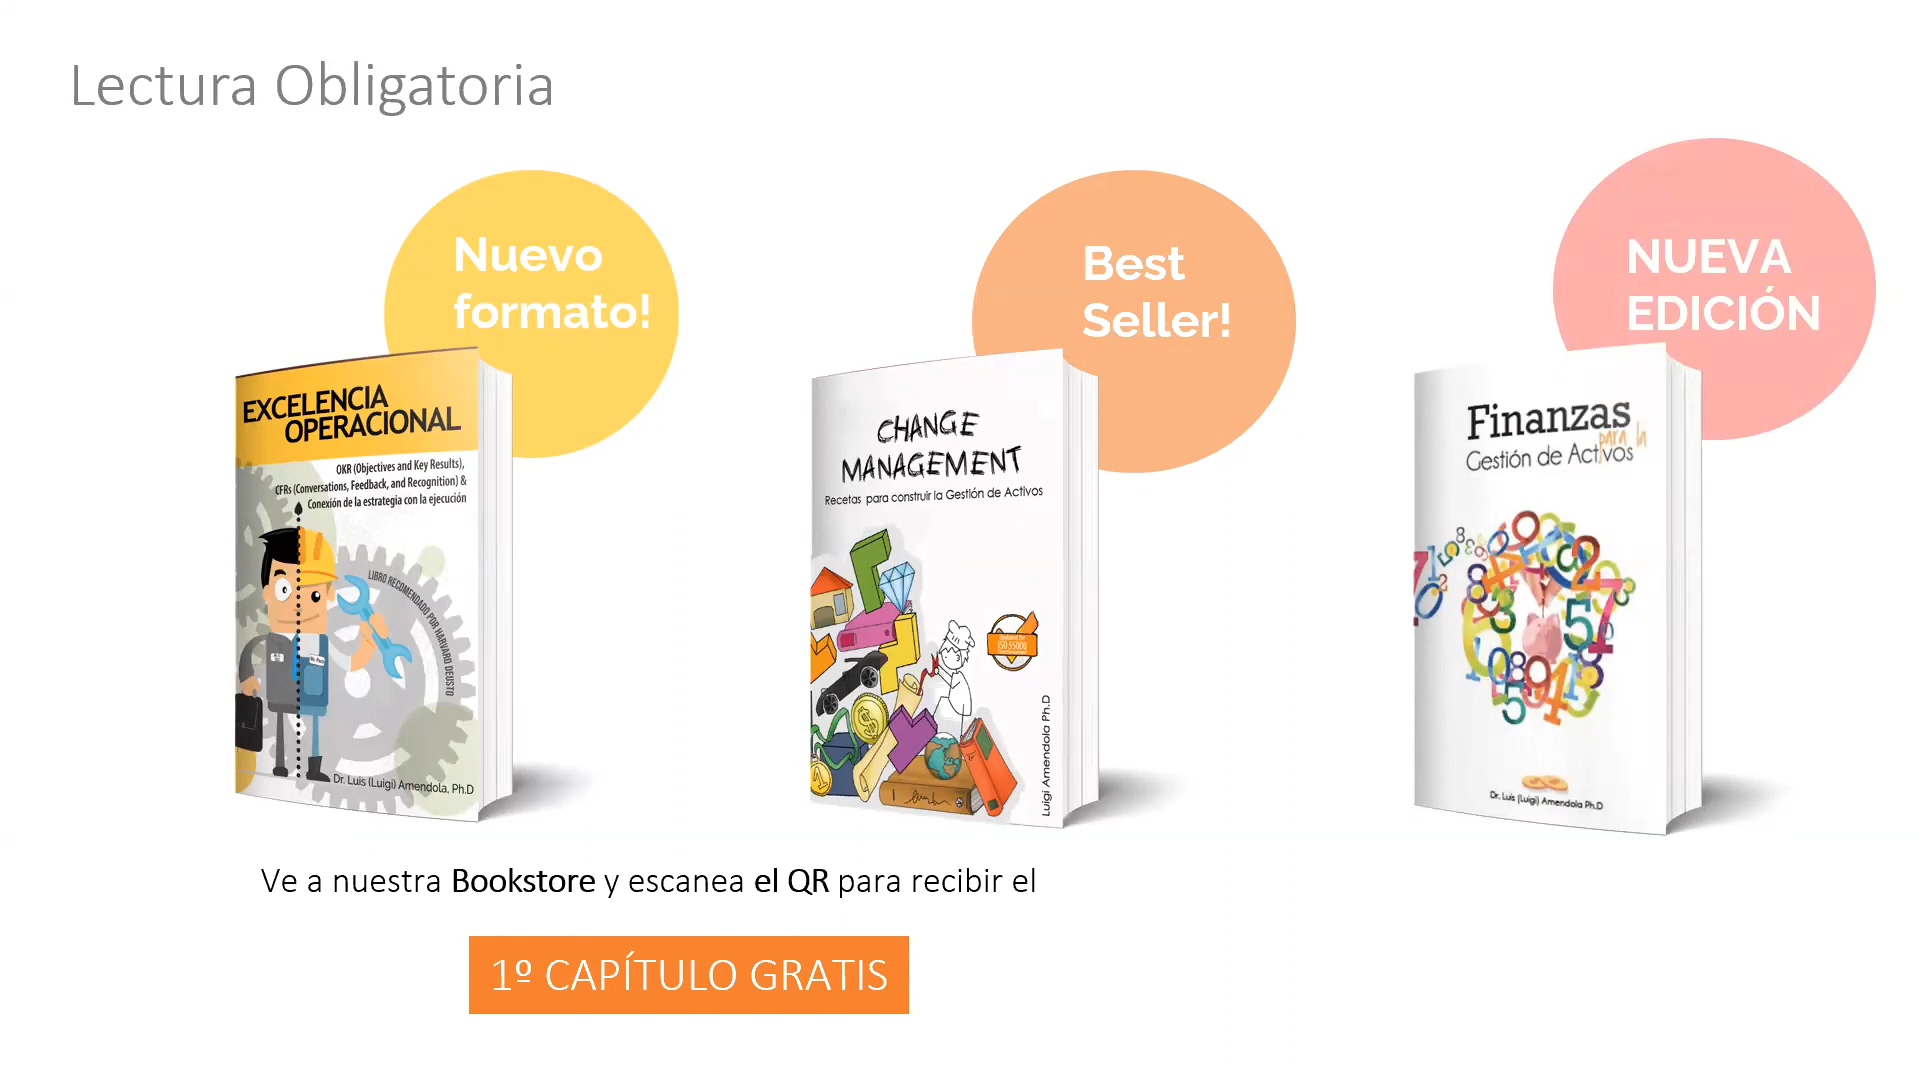 Lectura Obligatoria
Nuevo
formato!
EXCELENCIA
OPERACIONAL
OKR (Objectives and Key Results),
CFRs (Conversations, Feedback, and Recognition) &
Conexión de la estrategia con la ejecución
LIBRO RECOMENDADO POR HARVARD DEUSTO
Dr. Luis (Luigi) Amendola, Ph.D
Best
Seller!
CHANGE
MANAGEMENT
Recetas para construir la Gestión de Activos
ISO 55000
Luigi Amendola Ph.D
NUEVA
EDICIÓN
Finanzas
para la
Gestión de Activos
Dr. Luis (Luigi) Amendola Ph.D
Ve a nuestra Bookstore y escanea el QR para recibir el
1º CAPÍTULO GRATIS